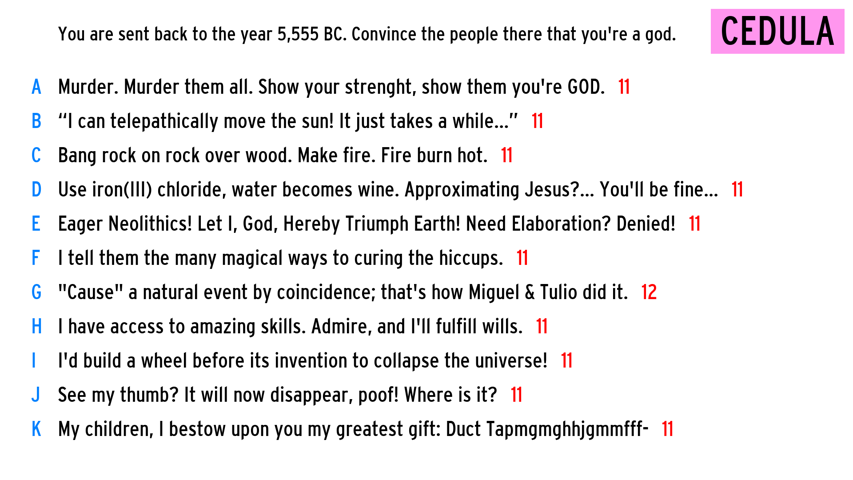 You are sent back to the year 5,555 BC. Convince the people there that you're a god.
CEDULA
A Murder. Murder them all. Show your strenght, show them you're GOD. 11
B “I can telepathically move the sun! It just takes a while...” 11
C Bang rock on rock over wood. Make fire. Fire burn hot. 11
D Use iron(III) chloride, water becomes wine. Approximating Jesus?... You'll be fine... 11
E Eager Neolithics! Let I, God, Hereby Triumph Earth! Need Elaboration? Denied! 11
F I tell them the many magical ways to curing the hiccups. 11
G "Cause" a natural event by coincidence; that's how Miguel & Tulio did it. 12
H I have access to amazing skills. Admire, and I'll fulfill wills. 11
I I'd build a wheel before its invention to collapse the universe! 11
J See my thumb? It will now disappear, poof! Where is it? 11
K My children, I bestow upon you my greatest gift: Duct Tapmgmghhjgmmfff- 11